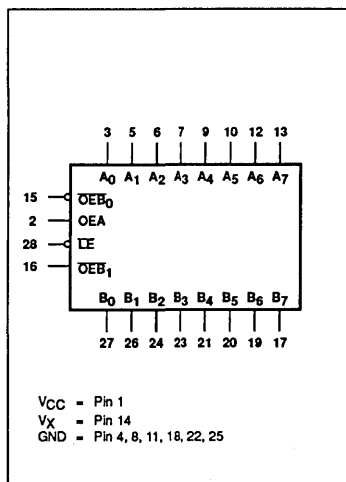 3 5 6 7 9 10 12 13
A0 A1 A2 A3 A4 A5 A6 A7
15 OEB0
2 OEA
28 LE
16 OEB1
B0 B1 B2 B3 B4 B5 B6 B7
27 26 24 23 21 20 19 17
VCC = Pin 1
VX = Pin 14
GND = Pin 4, 8, 11, 18, 22, 25